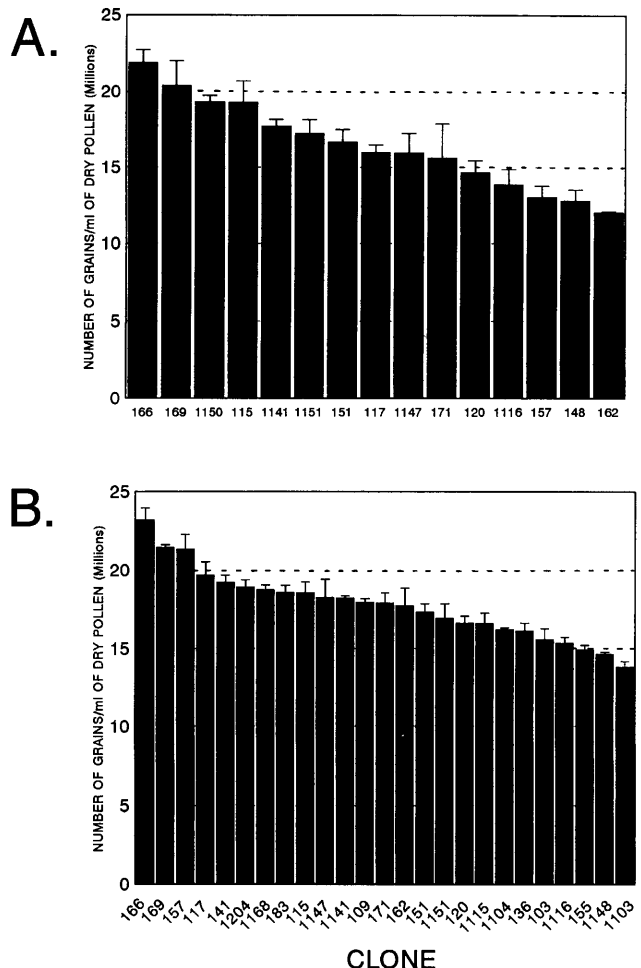 A.
NUMBER OF GRAINS/ml OF DRY POLLEN (Millions)
25
20
15
10
5
0
166 169 1150 115 1141 1151 151 117 1147 171 120 1116 157 148 162
B.
NUMBER OF GRAINS/ml OF DRY POLLEN (Millions)
25
20
15
10
5
0
166 169 157 117 141 1204 1168 183 115 1147 1141 109 171 162 151 1151 120 1115 1104 136 103 1116 155 1148 1103
CLONE